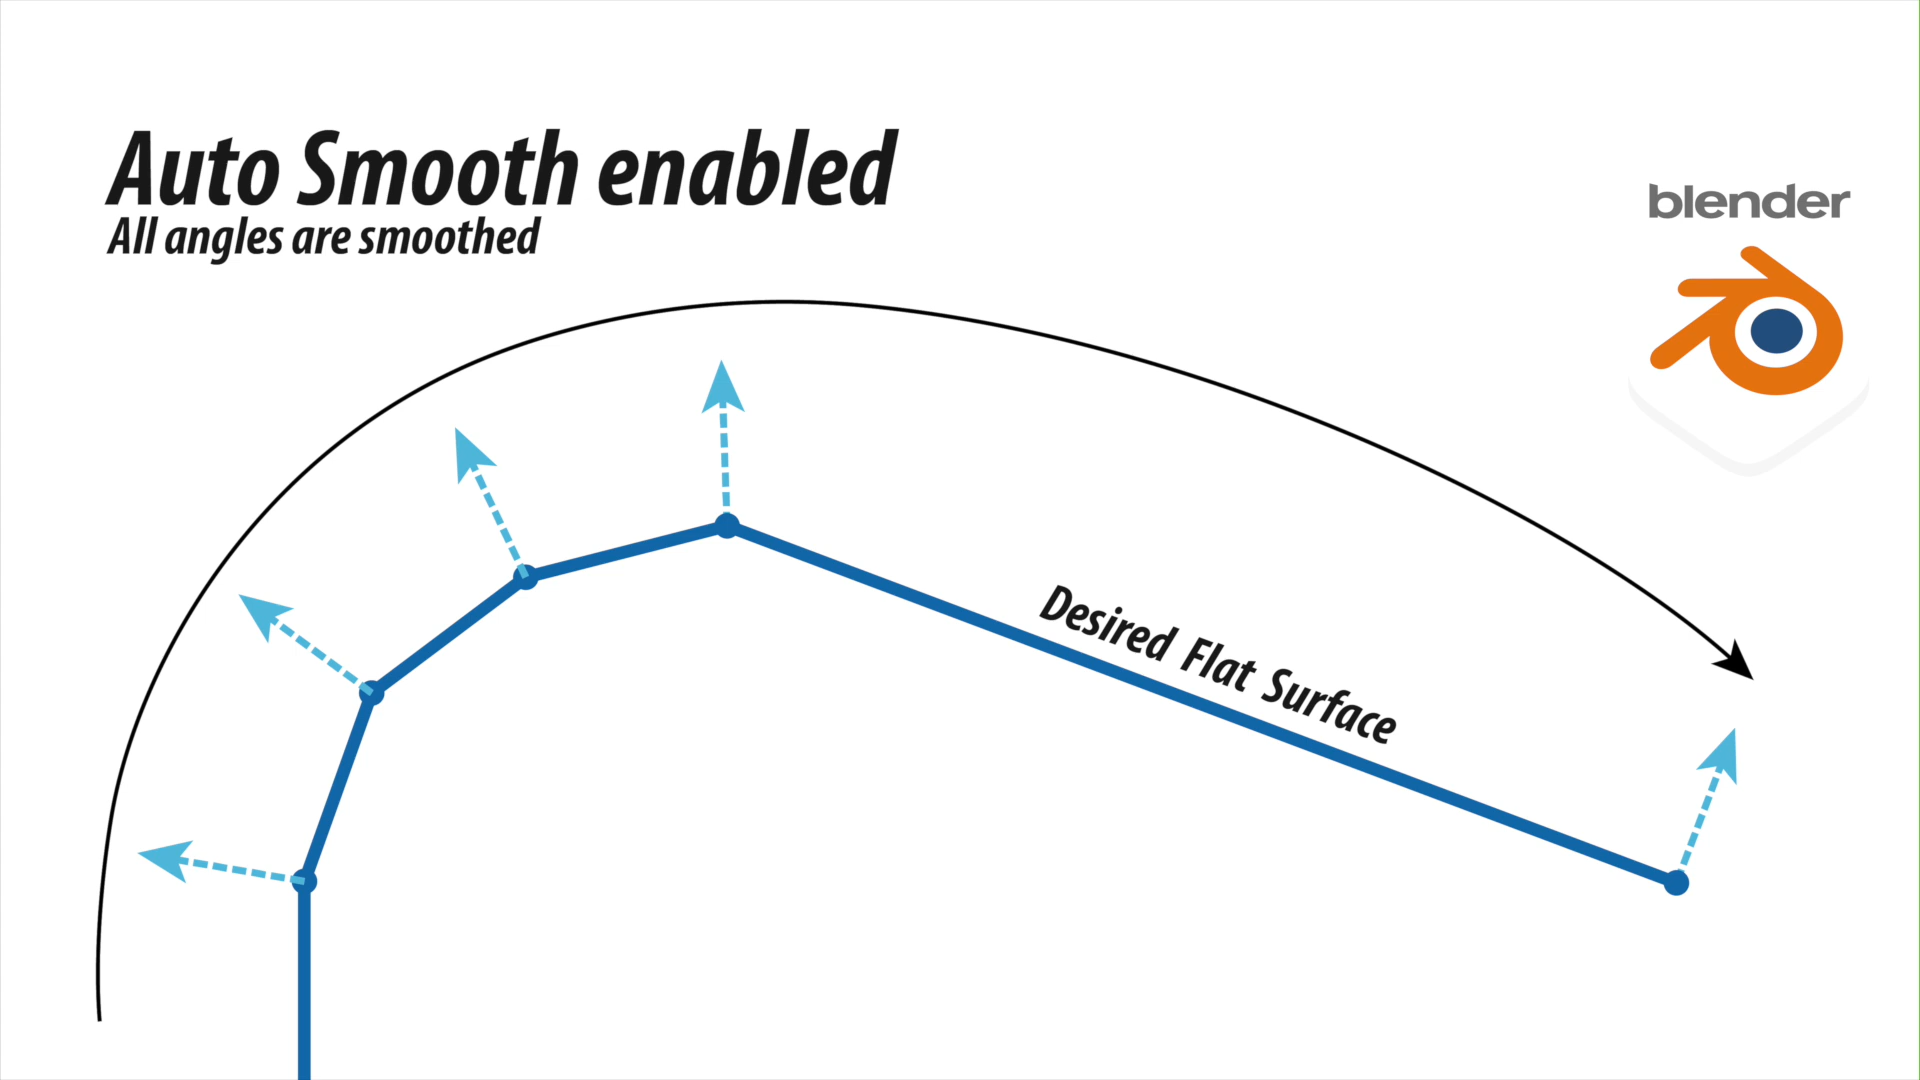 Auto Smooth enabled
All angles are smoothed
blender
Desired Flat Surface